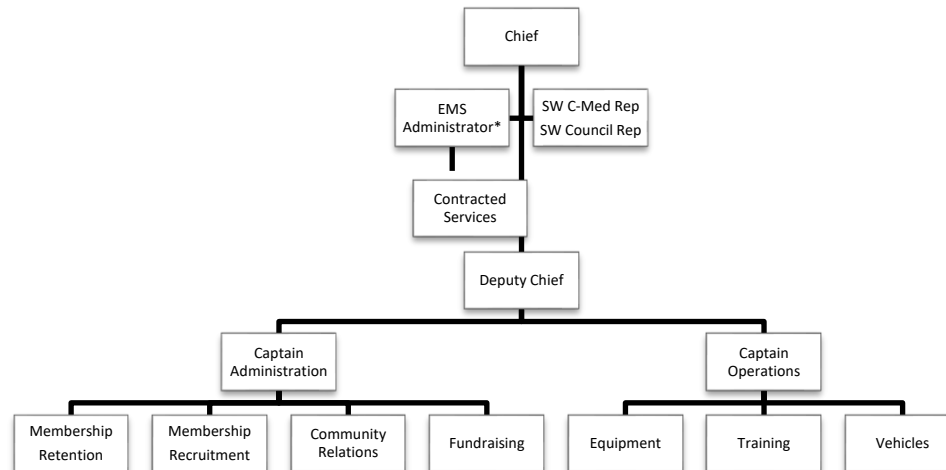 Chief
EMS
Administrator*
SW C-Med Rep
SW Council Rep
Contracted
Services
Deputy Chief
Captain
Administration
Captain
Operations
Membership
Retention
Membership
Recruitment
Community
Relations
Fundraising
Equipment
Training
Vehicles